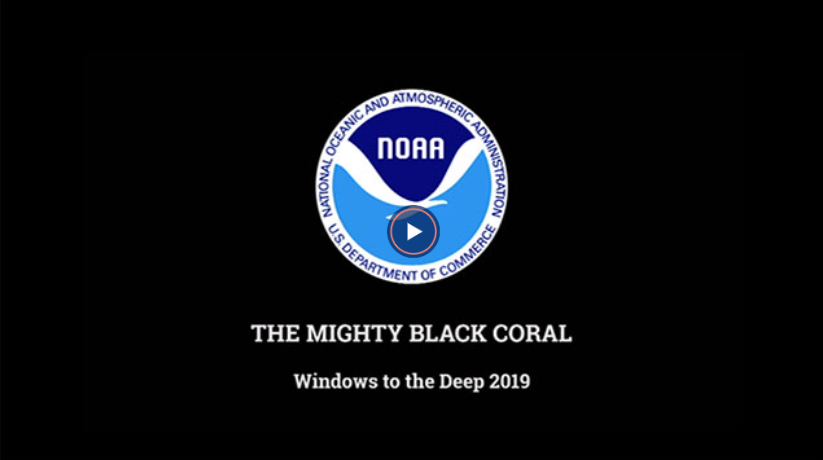 NATIONAL OCEANIC AND ATMOSPHERIC ADMINISTRATION
NOAA
U.S. DEPARTMENT OF COMMERCE
THE MIGHTY BLACK CORAL
Windows to the Deep 2019